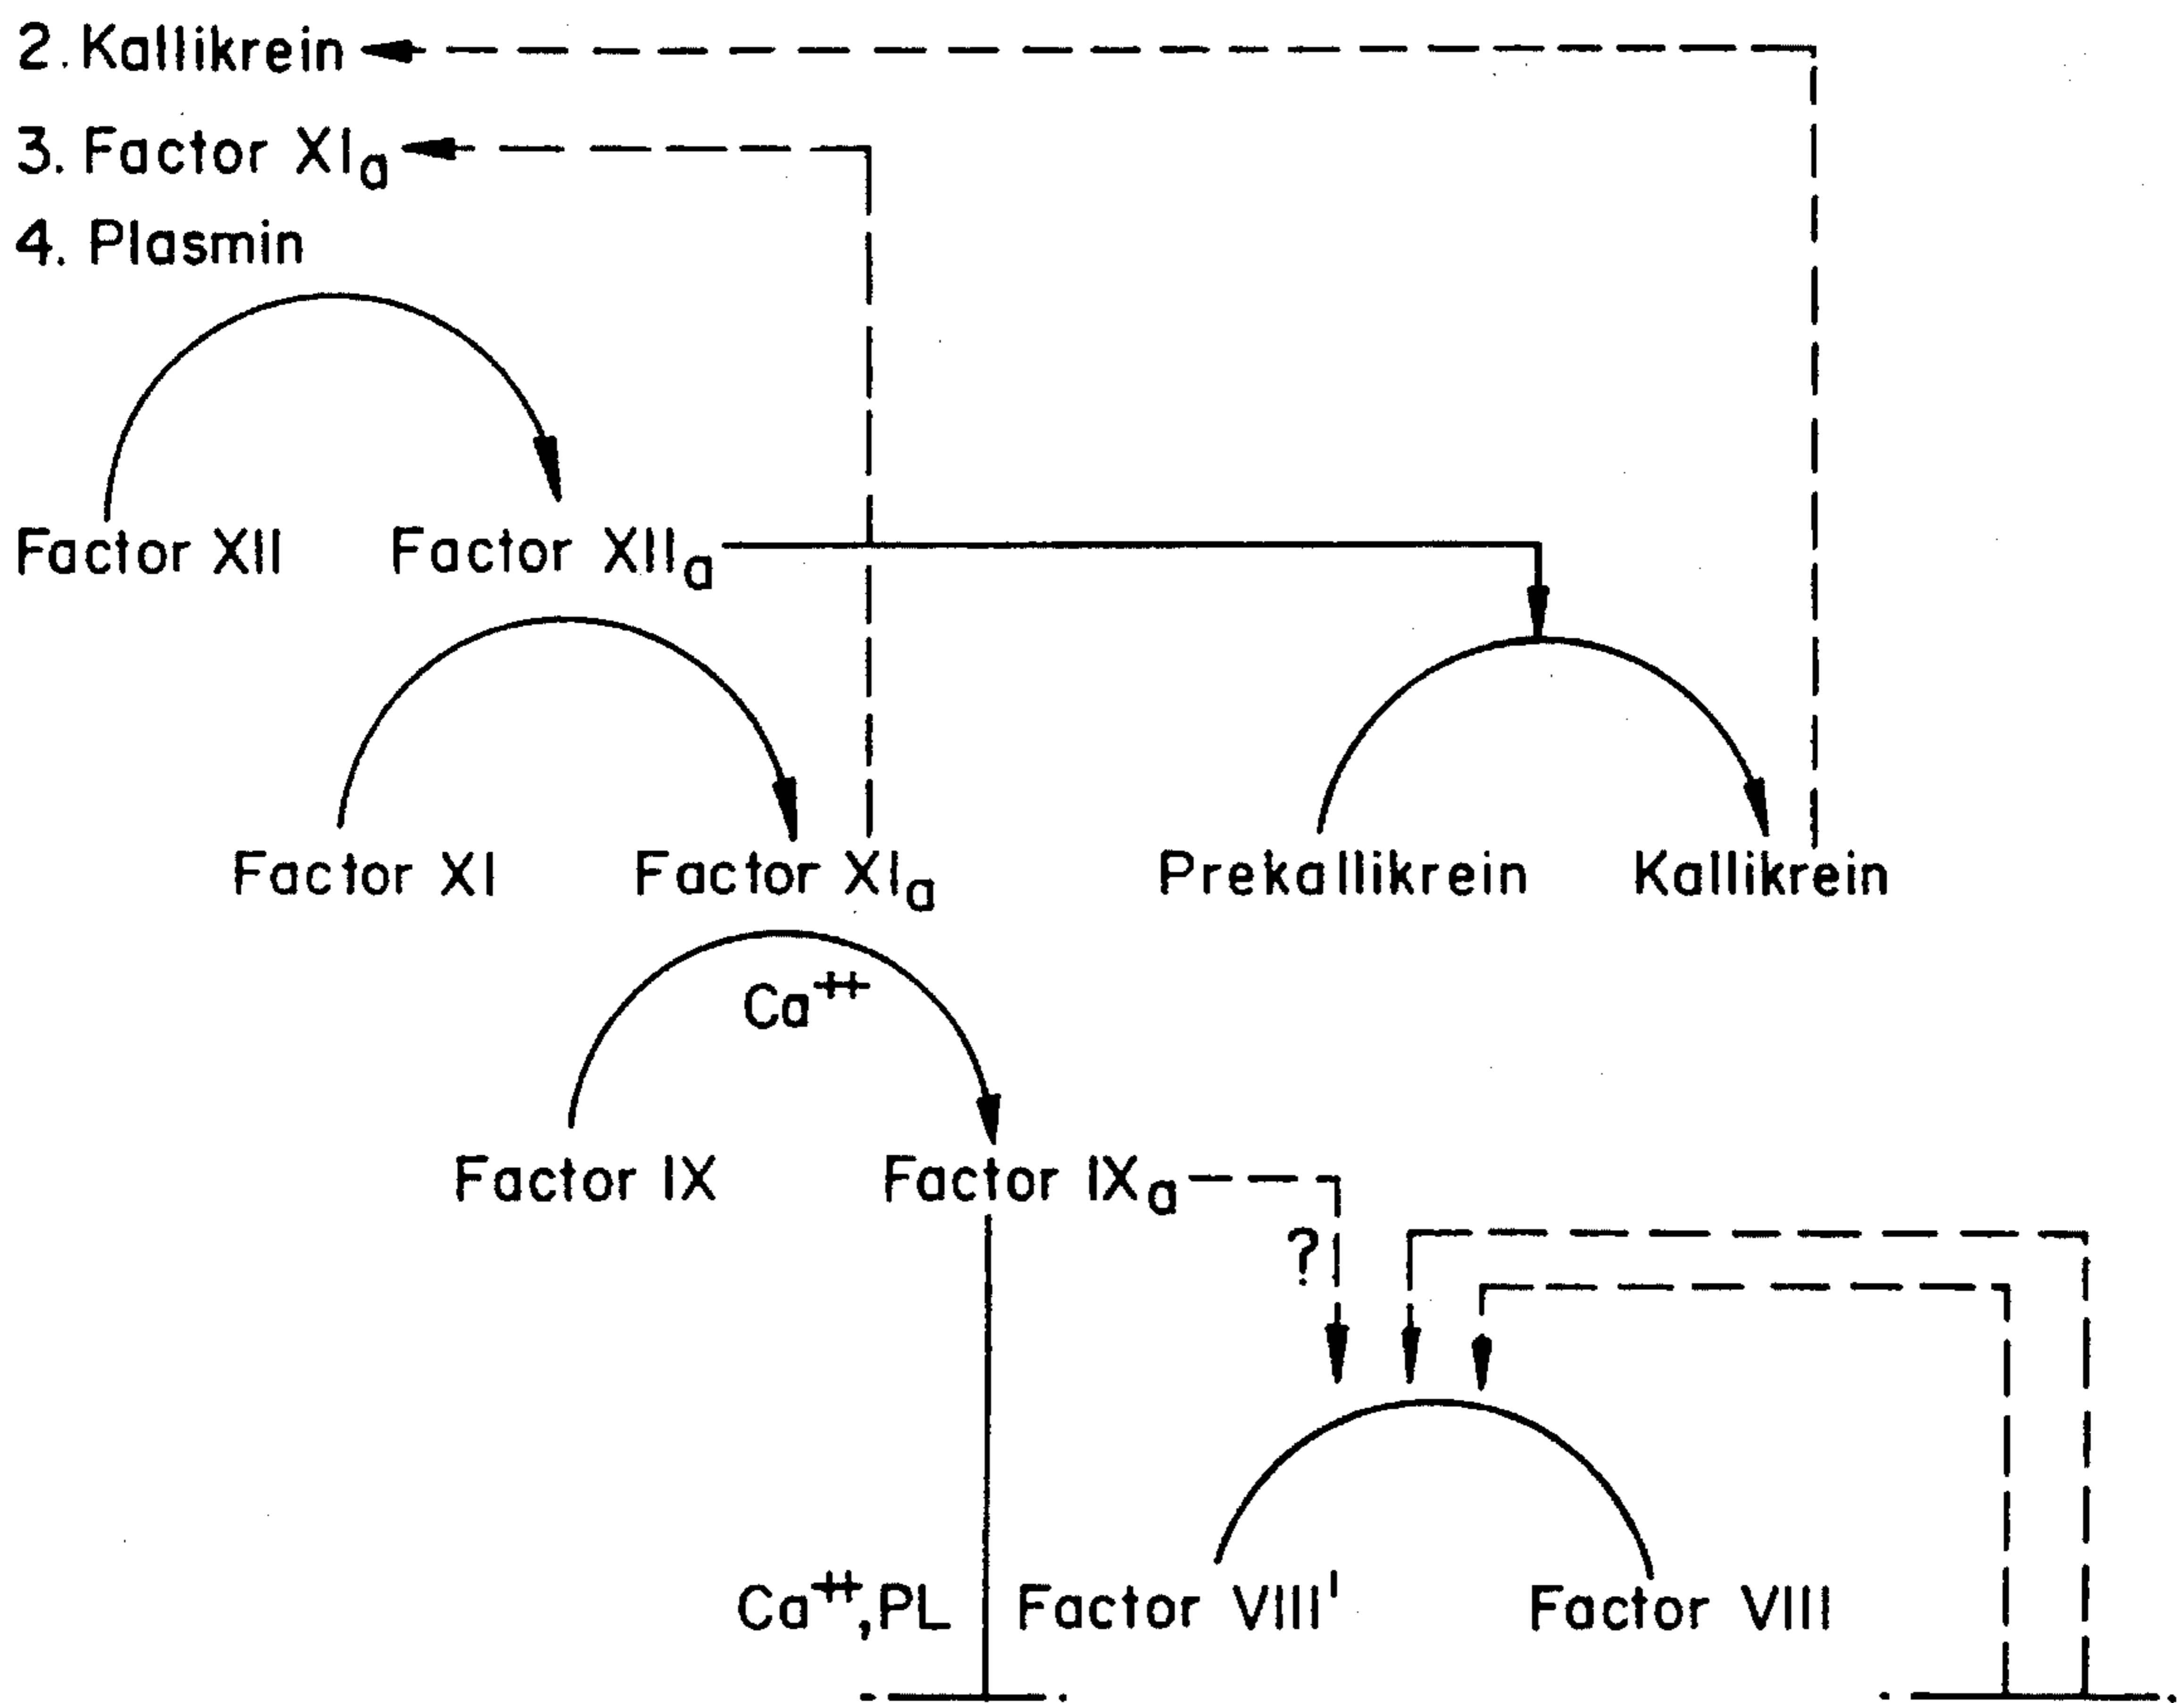 2. Kallikrein
3. Factor XIa
4. Plasmin
Factor XII Factor XIIa
Factor XI Factor XIa Prekallikrein Kallikrein
Ca++
Factor IX Factor IXa
?
Ca++,PL Factor VIII' Factor VIII